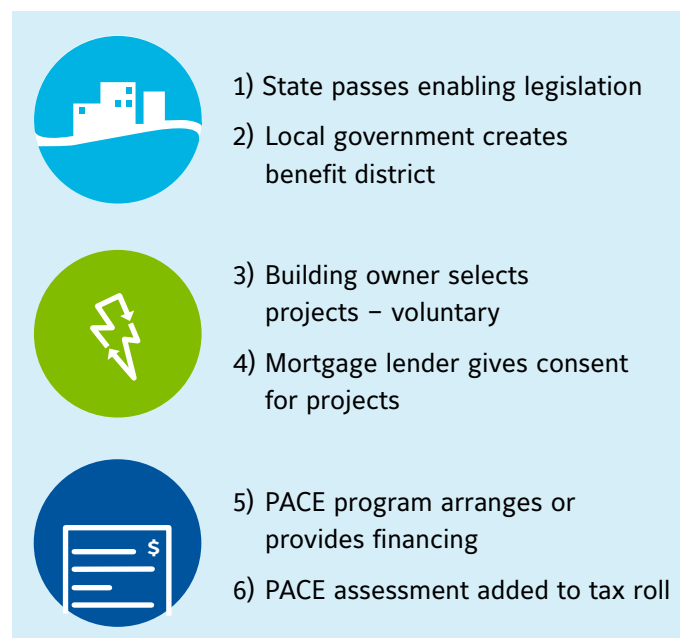 1) State passes enabling legislation
2) Local government creates
benefit district
3) Building owner selects
projects – voluntary
4) Mortgage lender gives consent
for projects
5) PACE program arranges or
provides financing
$
6) PACE assessment added to tax roll